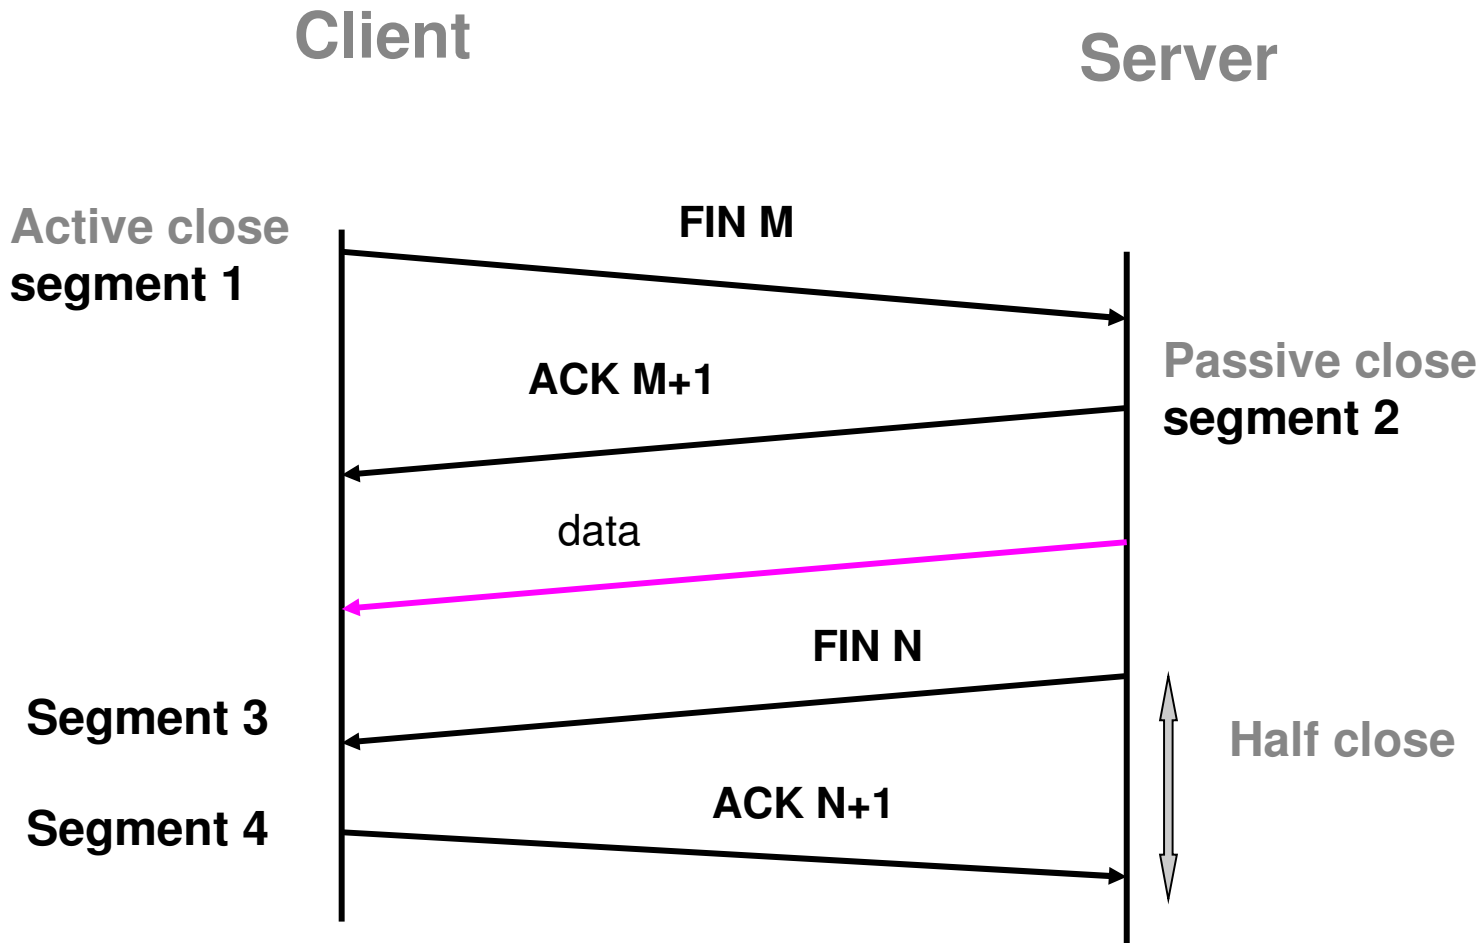 Client
Server
Active close
segment 1
FIN M
Passive close
segment 2
ACK M+1
data
FIN N
Segment 3
Half close
ACK N+1
Segment 4